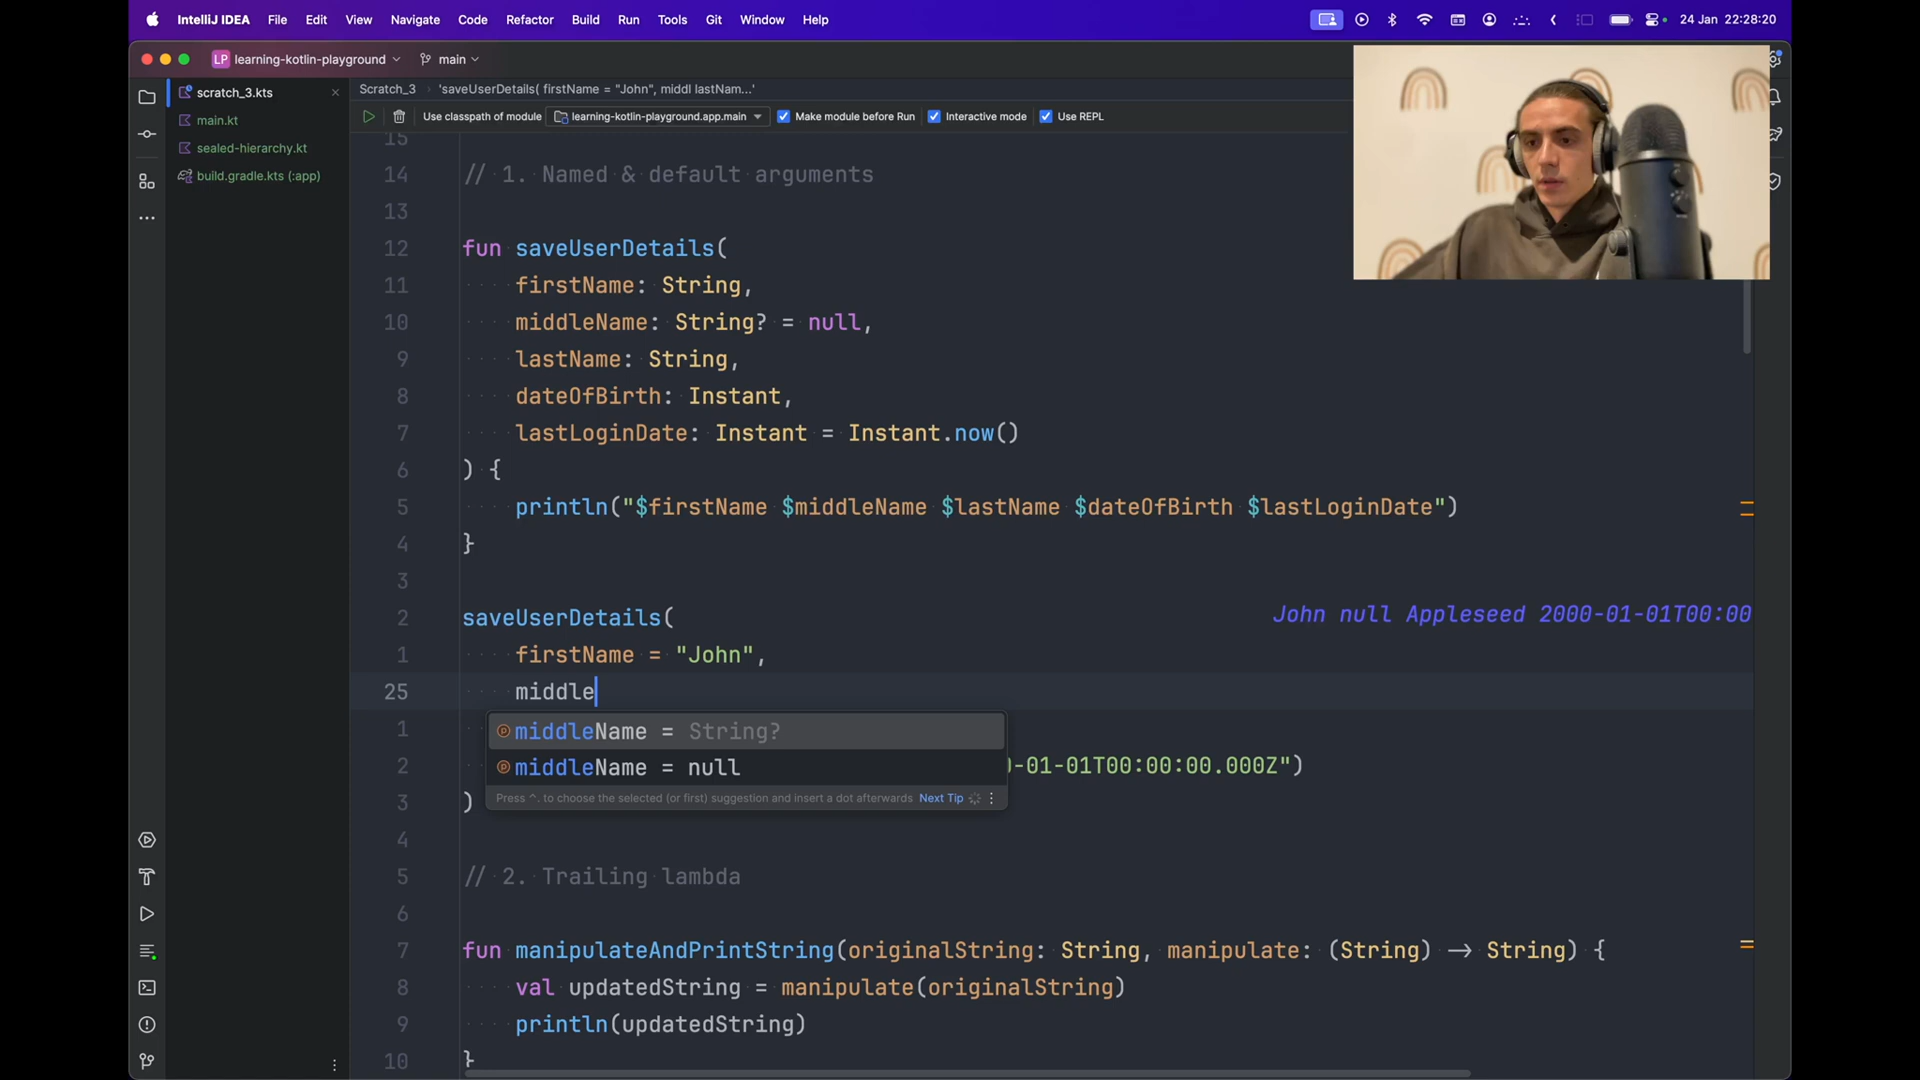 IntelliJ IDEA File Edit View Navigate Code Refactor Build Run Tools Git Window Help 24 Jan 22:28:20
LP learning-kotlin-playground main
scratch_3.kts
main.kt
sealed-hierarchy.kt
build.gradle.kts (:app)
Scratch_3 › 'saveUserDetails( firstName = "John", middl lastNam...'
Use classpath of module learning-kotlin-playground.app.main Make module before Run Interactive mode Use REPL
15
14 // 1. Named & default arguments
13
12 fun saveUserDetails(
11 firstName: String,
10 middleName: String? = null,
9 lastName: String,
8 dateOfBirth: Instant,
7 lastLoginDate: Instant = Instant.now()
6 ) {
5 println("$firstName $middleName $lastName $dateOfBirth $lastLoginDate")
4 }
3
2 saveUserDetails( John null Appleseed 2000-01-01T00:00
1 firstName = "John",
25 middle
1 middleName = String?
2 middleName = null 0-01-01T00:00:00.000Z")
Press ^. to choose the selected (or first) suggestion and insert a dot afterwards Next Tip
3 )
4
5 // 2. Trailing lambda
6
7 fun manipulateAndPrintString(originalString: String, manipulate: (String) → String) {
8 val updatedString = manipulate(originalString)
9 println(updatedString)
10 }